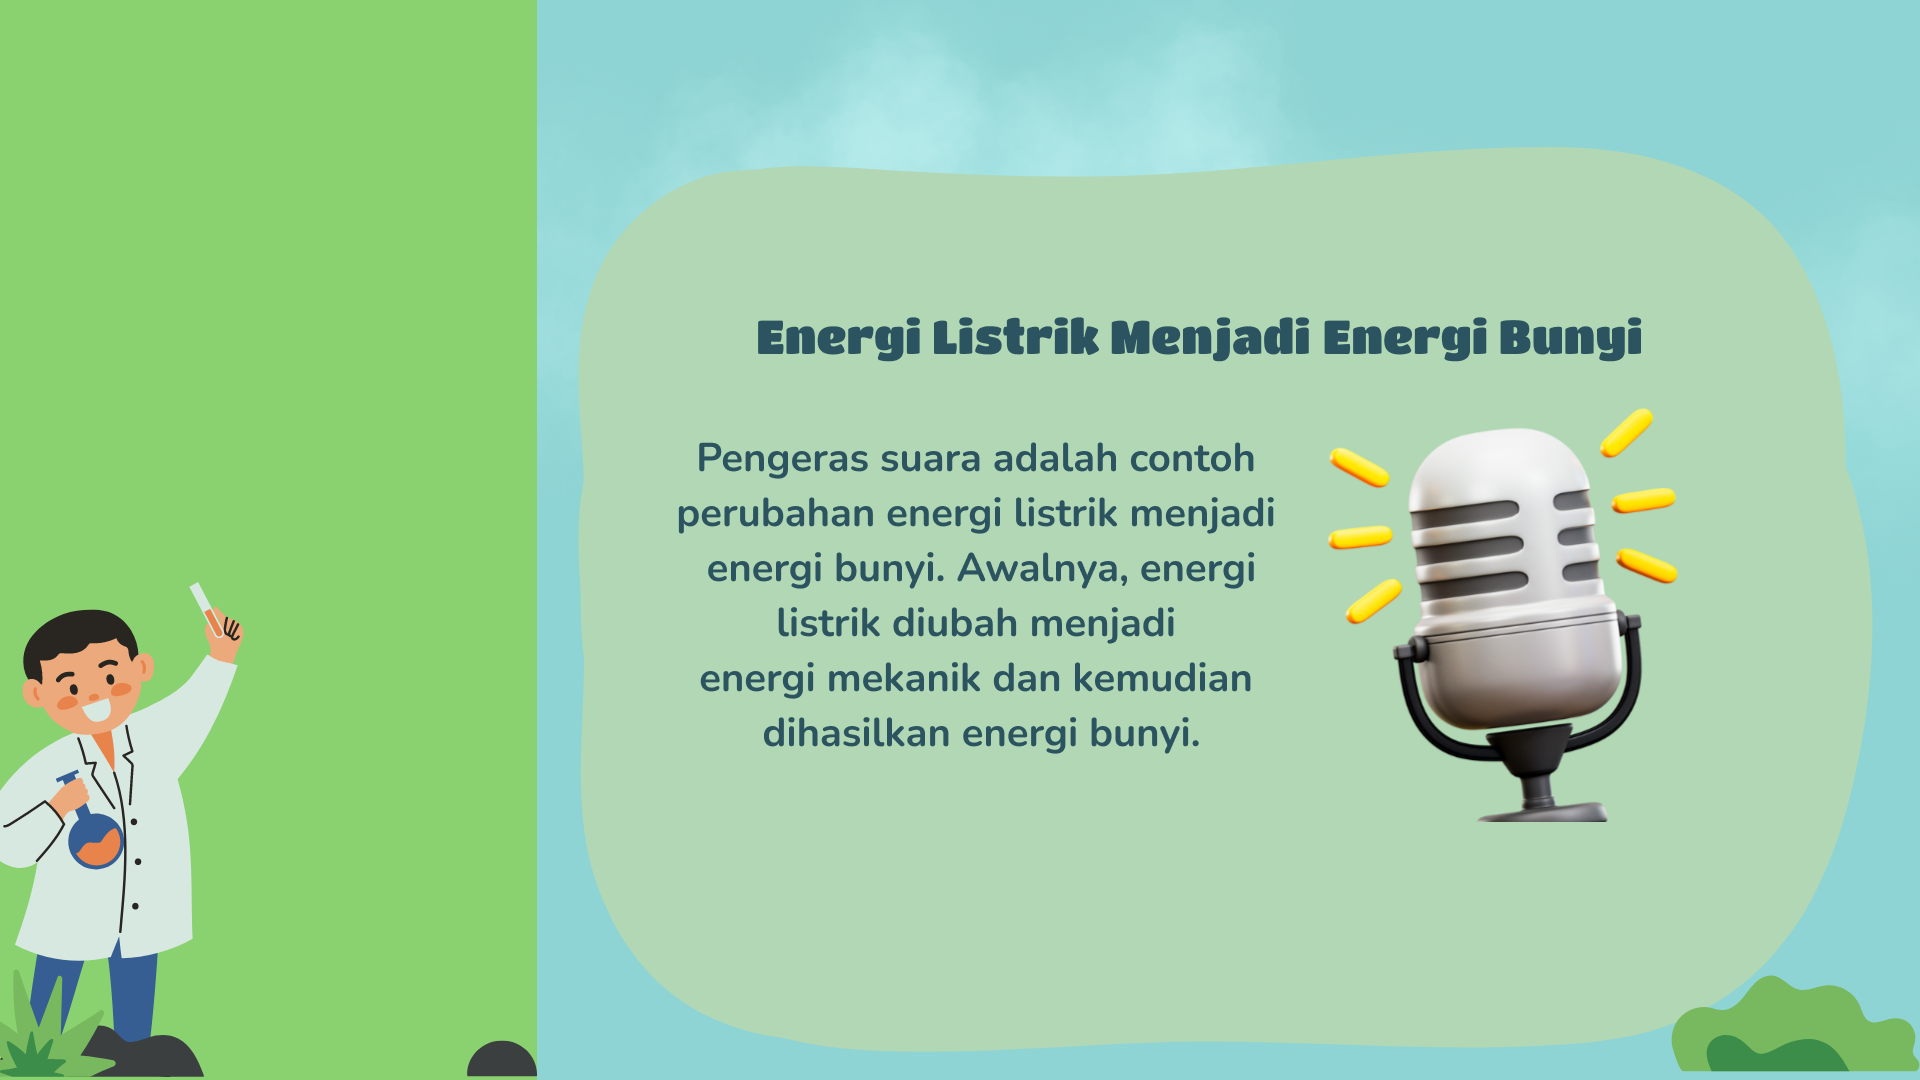 Energi Listrik Menjadi Energi Bunyi
Pengeras suara adalah contoh
perubahan energi listrik menjadi
energi bunyi. Awalnya, energi
listrik diubah menjadi
energi mekanik dan kemudian
dihasilkan energi bunyi.